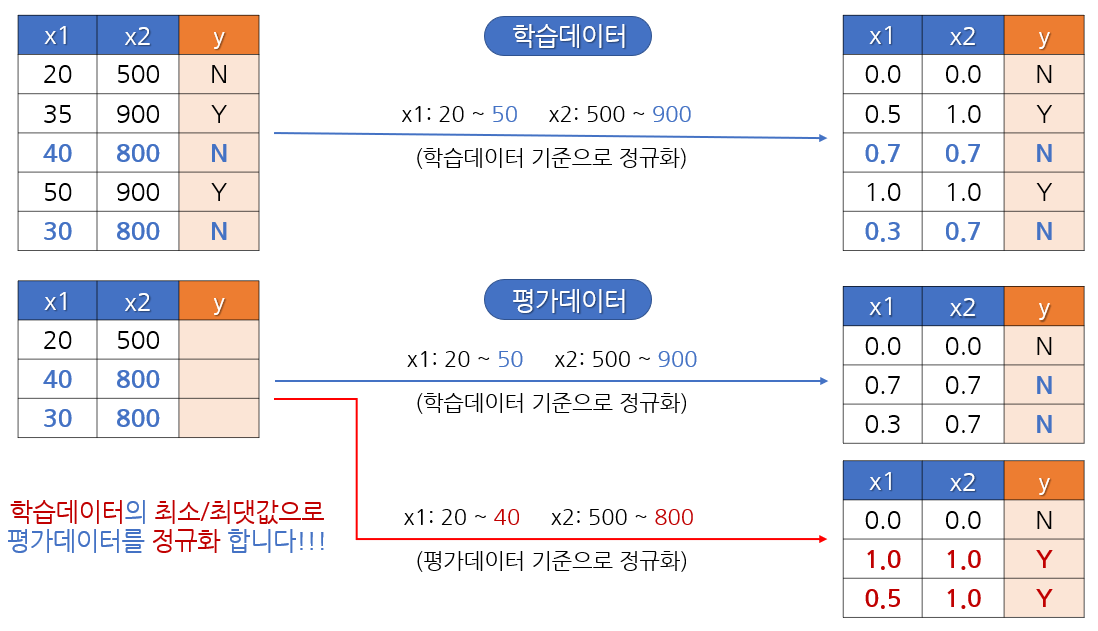 학습데이터
x1 x2 y
20 500 N
35 900 Y
40 800 N
50 900 Y
30 800 N
x1: 20 ~ 50 x2: 500 ~ 900
(학습데이터 기준으로 정규화)
x1 x2 y
0.0 0.0 N
0.5 1.0 Y
0.7 0.7 N
1.0 1.0 Y
0.3 0.7 N
평가데이터
x1 x2 y
20 500
40 800
30 800
x1: 20 ~ 50 x2: 500 ~ 900
(학습데이터 기준으로 정규화)
x1 x2 y
0.0 0.0 N
0.7 0.7 N
0.3 0.7 N
학습데이터의 최소/최댓값으로
평가데이터를 정규화 합니다!!!
x1: 20 ~ 40 x2: 500 ~ 800
(평가데이터 기준으로 정규화)
x1 x2 y
0.0 0.0 N
1.0 1.0 Y
0.5 1.0 Y